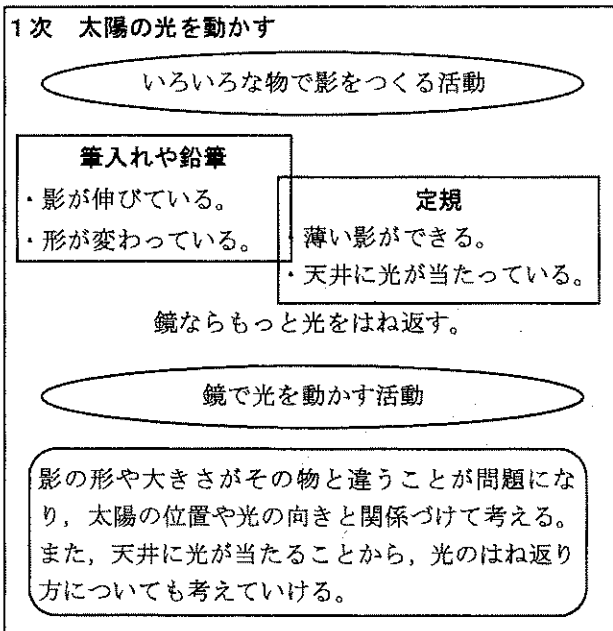 1次 太陽の光を動かす
いろいろな物で影をつくる活動
筆入れや鉛筆
・影が伸びている。
・形が変わっている。
定規
・薄い影ができる。
・天井に光が当たっている。
鏡ならもっと光をはね返す。
鏡で光を動かす活動
影の形や大きさがその物と違うことが問題にな
り，太陽の位置や光の向きと関係づけて考える。
また，天井に光が当たることから，光のはね返り
方についても考えていける。